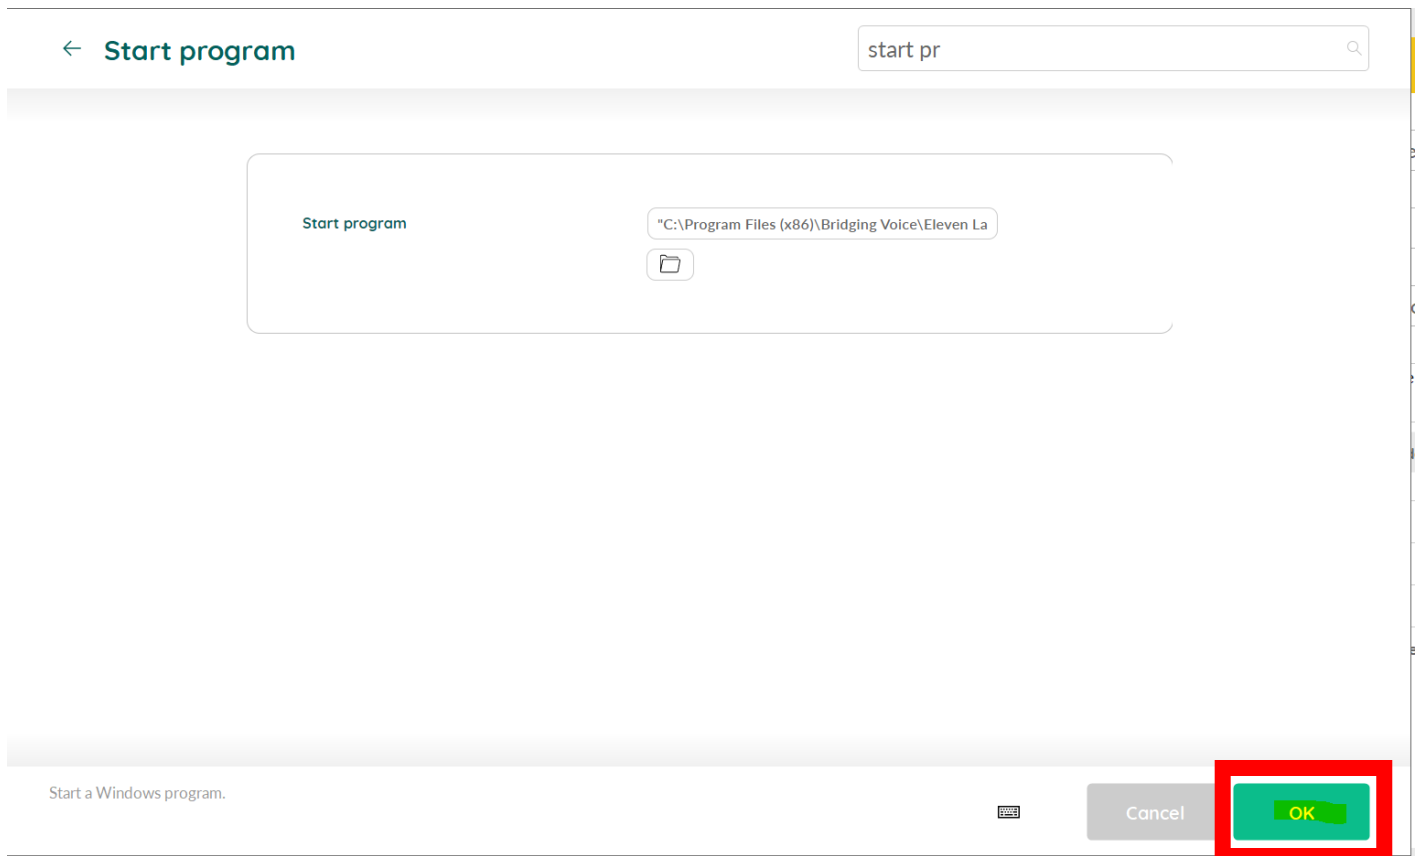 Start program
start pr
Start program
"C:\Program Files (x86)\Bridging Voice\Eleven La
Start a Windows program.
Cancel
OK